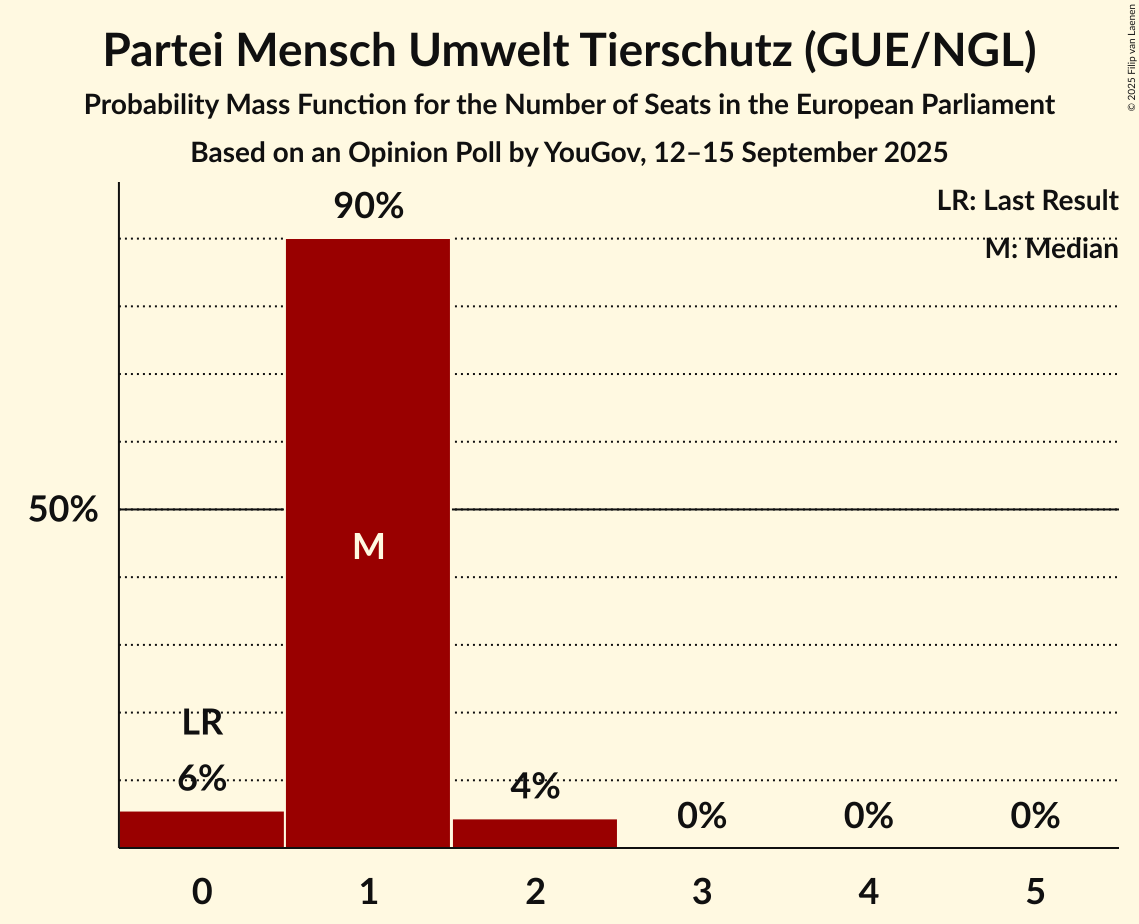 Partei Mensch Umwelt Tierschutz (GUE/NGL)
Probability Mass Function for the Number of Seats in the European Parliament
Based on an Opinion Poll by YouGov, 12–15 September 2025
© 2025 Filip van Laenen
LR: Last Result
M: Median
90%
50%
M
LR
6%
4%
0%
0%
0%
0
1
2
3
4
5